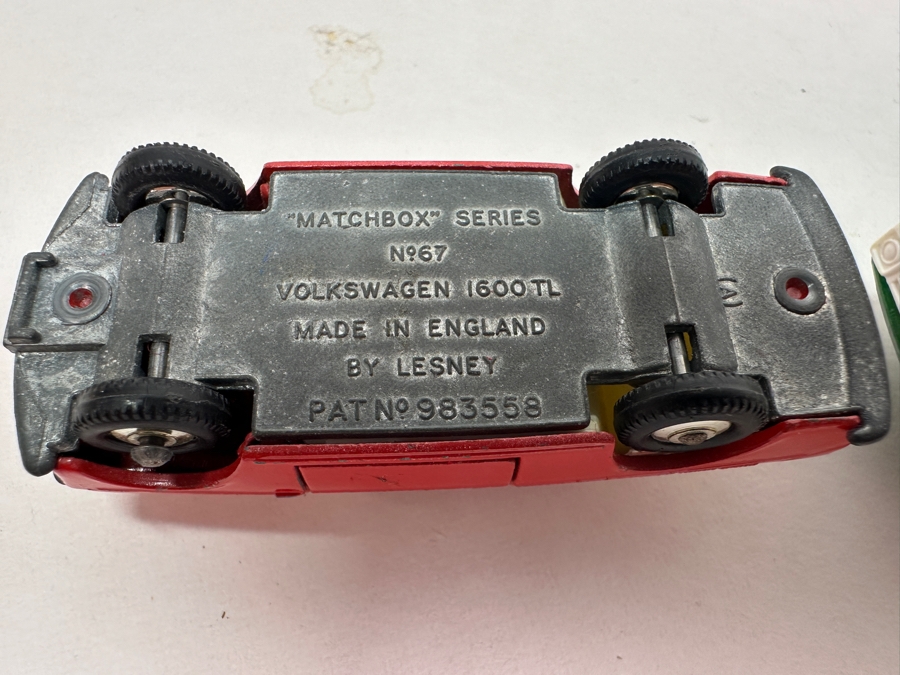 "MATCHBOX" SERIES
Nº67
VOLKSWAGEN 1600TL
MADE IN ENGLAND
BY LESNEY
PAT Nº 983558
(A)